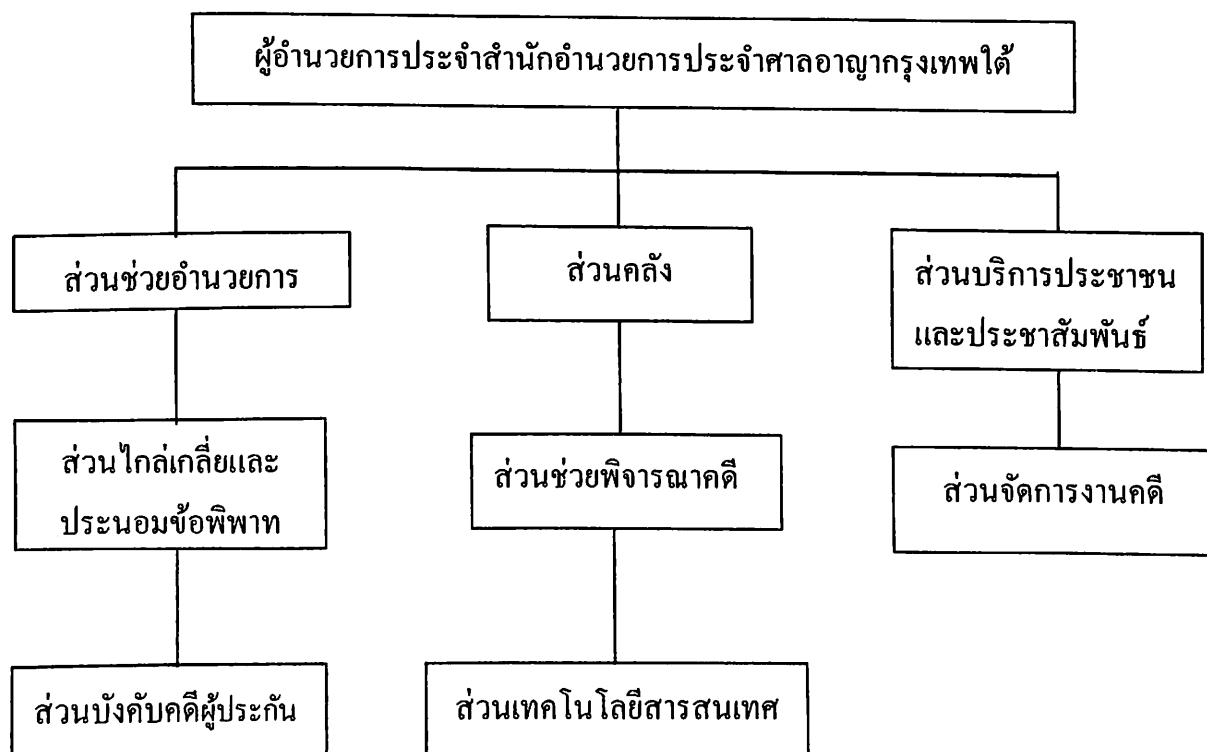 ผู้อำนวยการประจำสำนักอำนวยการประจำศาลอาญากรุงเทพใต้
ส่วนช่วยอำนวยการ
ส่วนคลัง
ส่วนบริการประชาชน
และประชาสัมพันธ์
ส่วนไกล่เกลี่ยและ
ประนอมข้อพิพาท
ส่วนช่วยพิจารณาคดี
ส่วนจัดการงานคดี
ส่วนบังคับคดีผู้ประกัน
ส่วนเทคโนโลยีสารสนเทศ